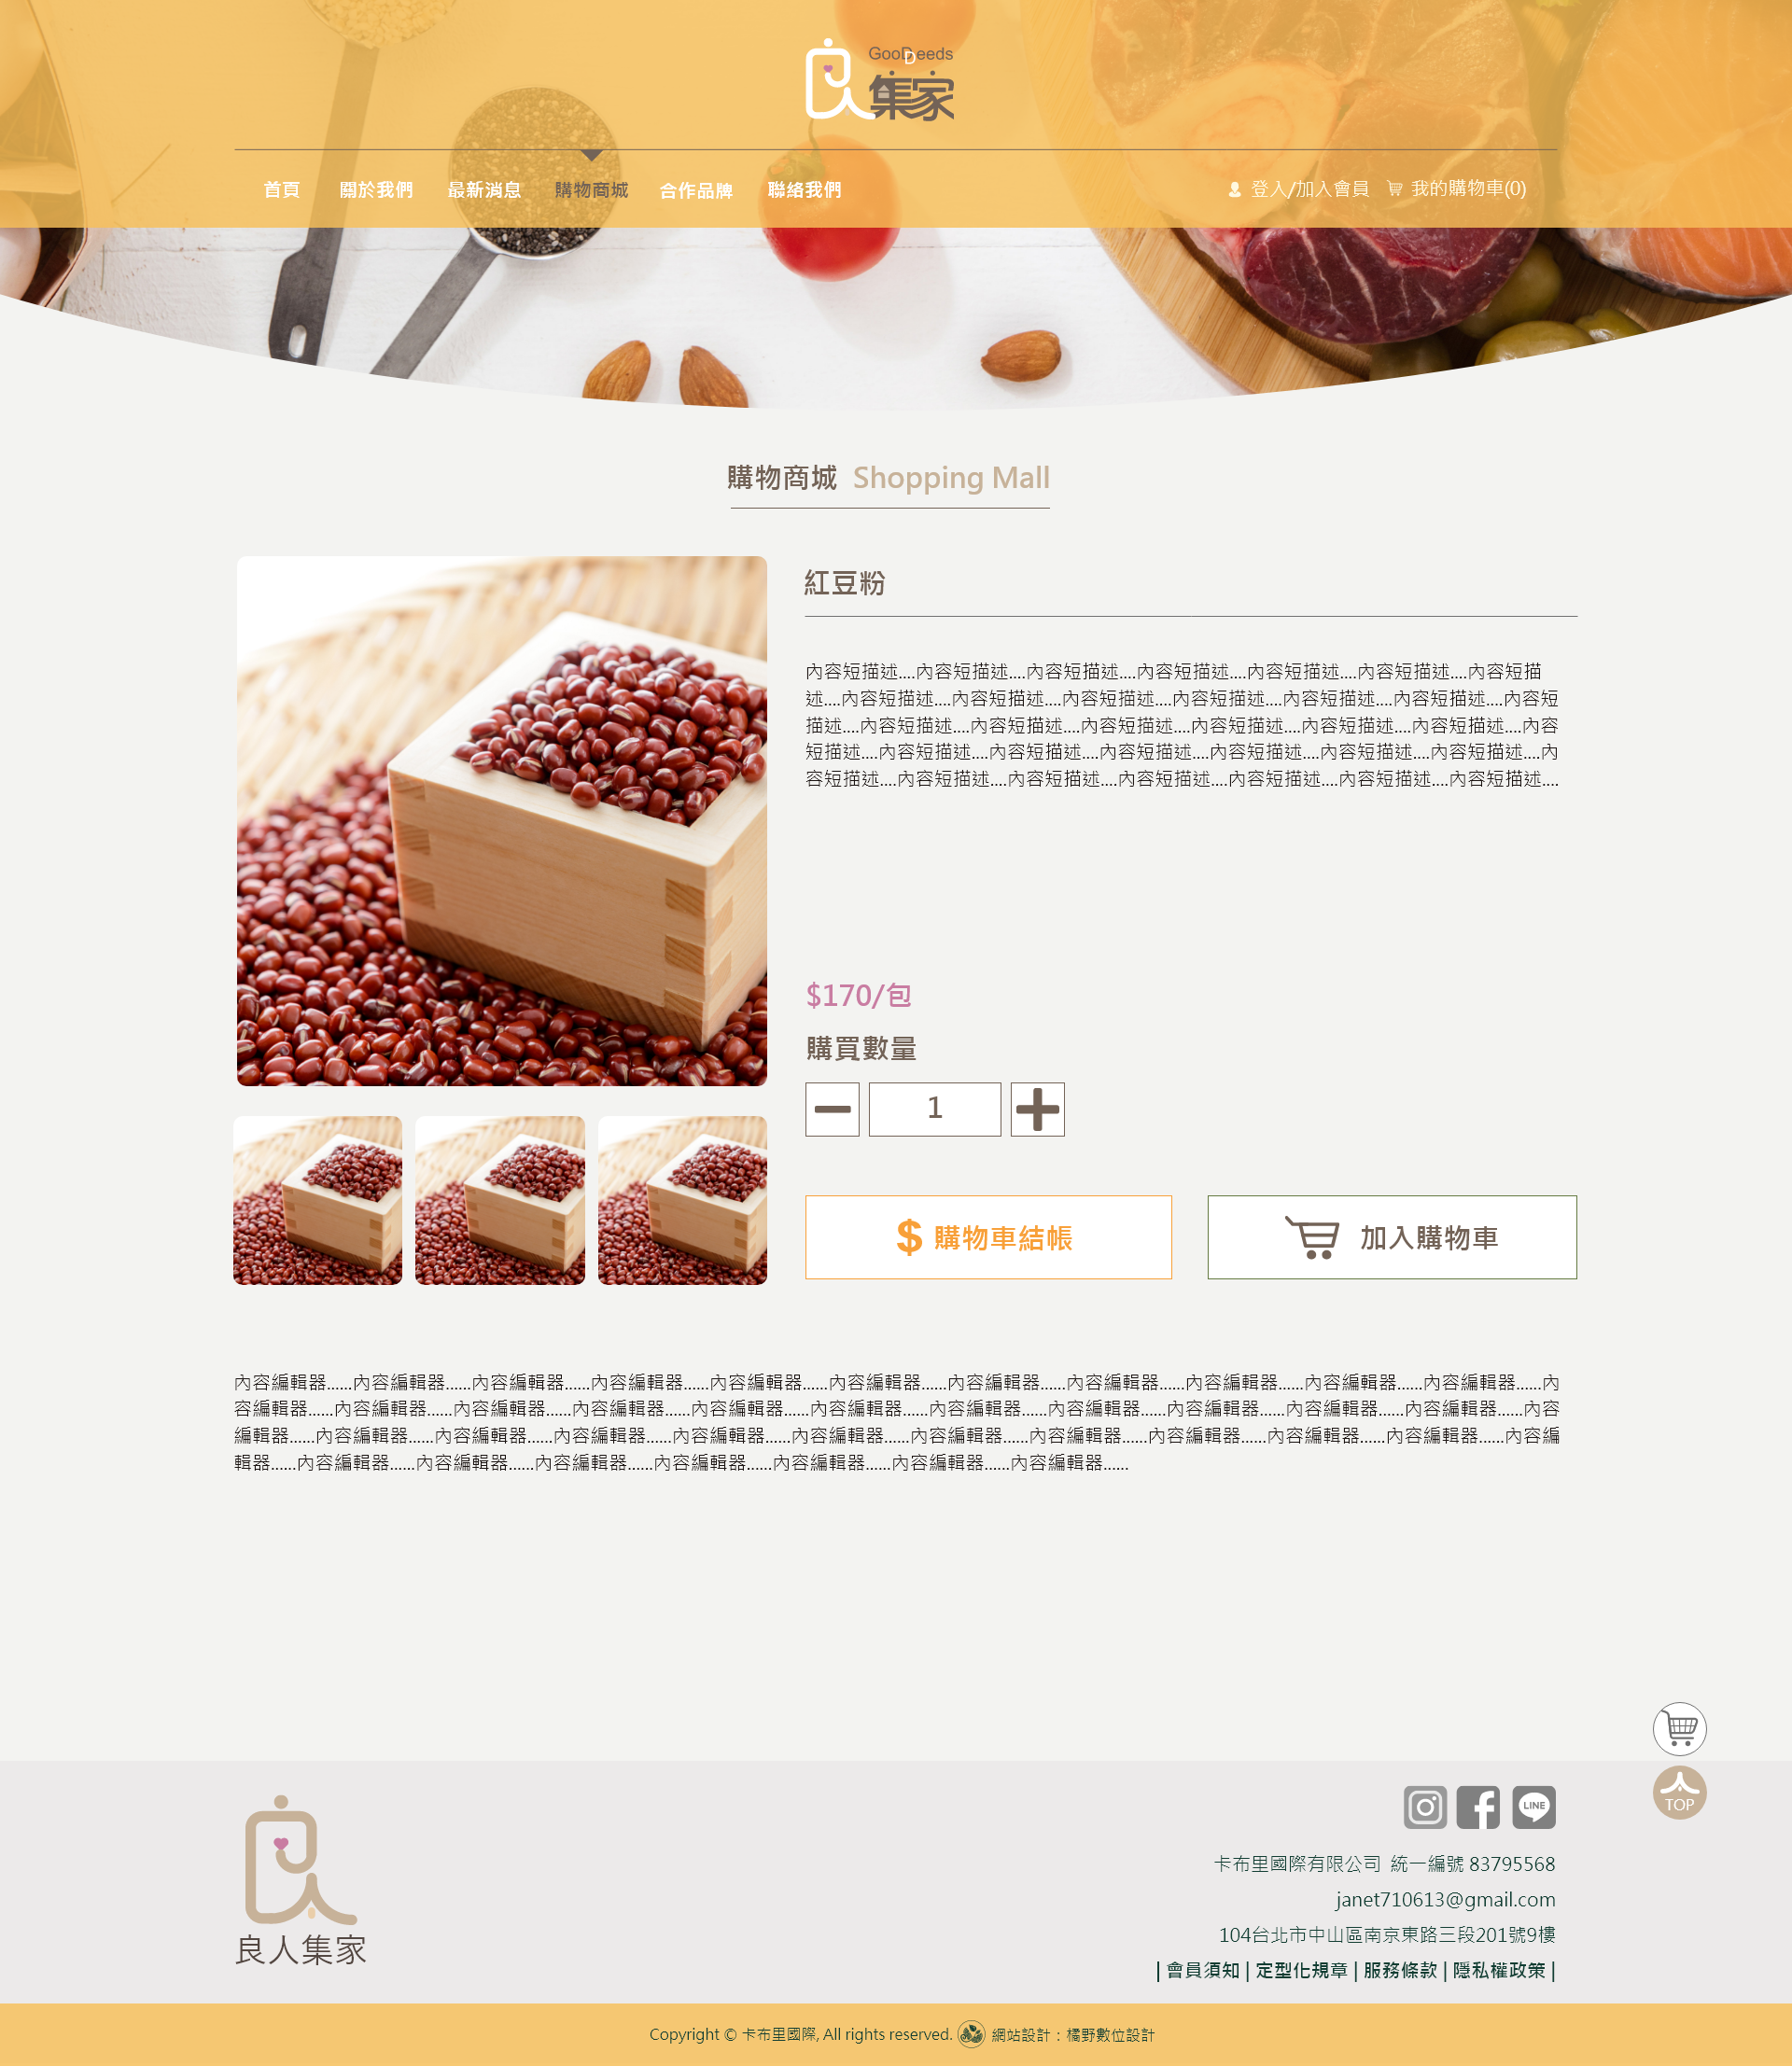 GooDeeds
集家
首頁 關於我們 最新消息 購物商城 合作品牌 聯絡我們 登入/加入會員 我的購物車(0)
購物商城 Shopping Mall
紅豆粉
內容短描述....內容短描述....內容短描述....內容短描述....內容短描述....內容短描述....內容短描
述....內容短描述....內容短描述....內容短描述....內容短描述....內容短描述....內容短描述....內容短
描述....內容短描述....內容短描述....內容短描述....內容短描述....內容短描述....內容短描述....內容
短描述....內容短描述....內容短描述....內容短描述....內容短描述....內容短描述....內容短描述....內
容短描述....內容短描述....內容短描述....內容短描述....內容短描述....內容短描述....內容短描述....
$170/包
購買數量
1
$ 購物車結帳
加入購物車
內容編輯器......內容編輯器......內容編輯器......內容編輯器......內容編輯器......內容編輯器......內容編輯器......內容編輯器......內容編輯器......內容編輯器......內容編輯器......內
容編輯器......內容編輯器......內容編輯器......內容編輯器......內容編輯器......內容編輯器......內容編輯器......內容編輯器......內容編輯器......內容編輯器......內容編輯器......內容
編輯器......內容編輯器......內容編輯器......內容編輯器......內容編輯器......內容編輯器......內容編輯器......內容編輯器......內容編輯器......內容編輯器......內容編輯器......內容編
輯器......內容編輯器......內容編輯器......內容編輯器......內容編輯器......內容編輯器......內容編輯器......內容編輯器......
TOP
LINE
良人集家
卡布里國際有限公司 統一編號 83795568
janet710613@gmail.com
104台北市中山區南京東路三段201號9樓
| 會員須知 | 定型化規章 | 服務條款 | 隱私權政策 |
Copyright © 卡布里國際, All rights reserved. 網站設計：橘野數位設計